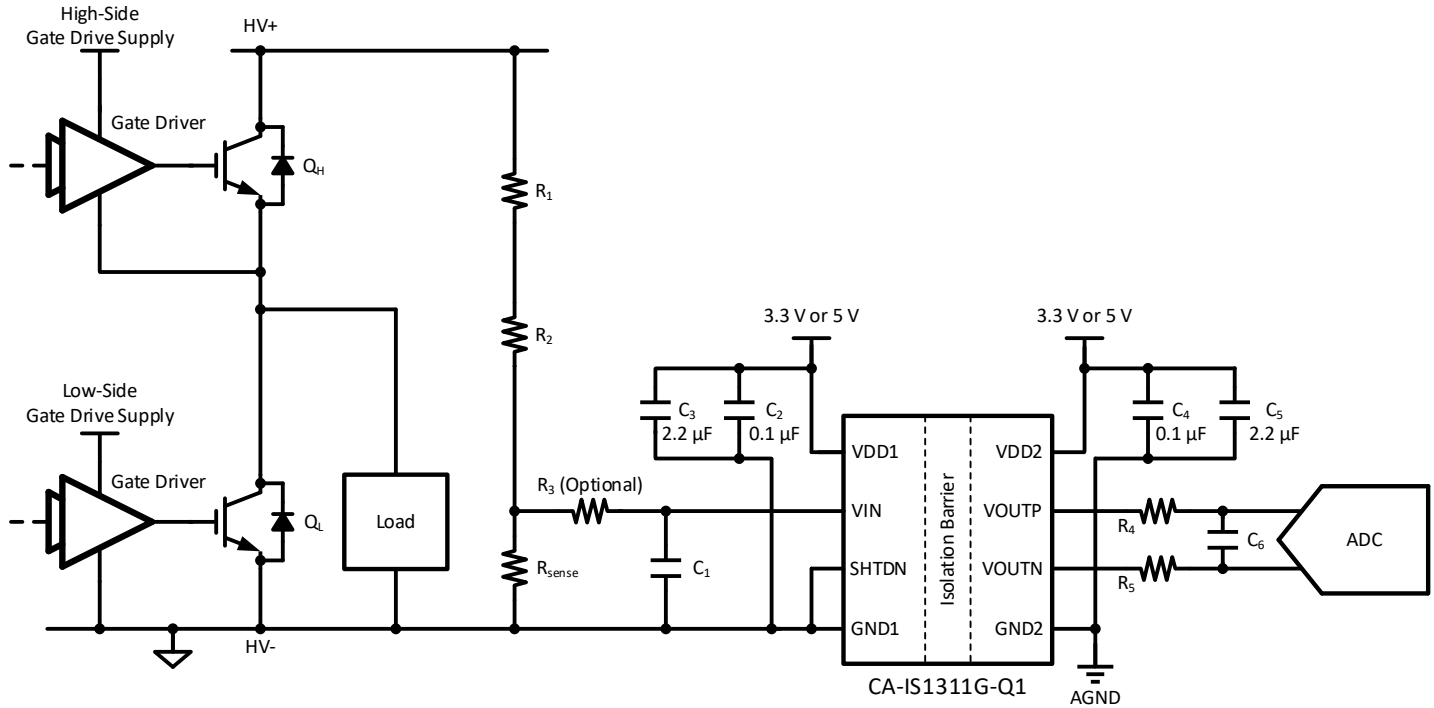 High-Side
Gate Drive Supply
HV+
Gate Driver
QH
R1
R2
Low-Side
Gate Drive Supply
Gate Driver
QL
Load
HV-
R3 (Optional)
Rsense
C1
3.3 V or 5 V
C3
2.2 µF
C2
0.1 µF
VDD1
VIN
SHTDN
GND1
Isolation Barrier
VDD2
VOUTP
VOUTN
GND2
CA-IS1311G-Q1
3.3 V or 5 V
C4
0.1 µF
C5
2.2 µF
R4
R5
C6
ADC
AGND